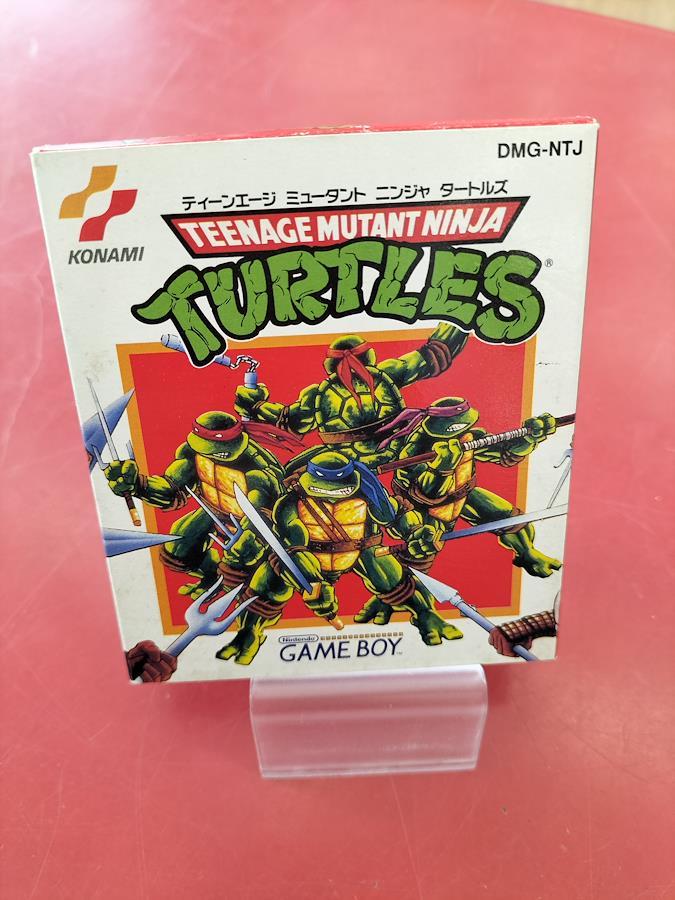 DMG-NTJ
KONAMI
ティーンエージ ミュータント ニンジャ タートルズ
TEENAGE MUTANT NINJA
TURTLES®
Nintendo
GAME BOY™